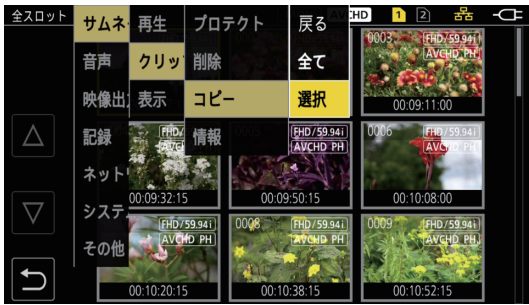 全スロット
サムネ
音声
映像出
記録
ネット
システ
その他
再生
クリッ
表示
プロテクト
削除
コピー
情報
戻る
全て
選択
HD
1
2
0003
FHD/59.94i
AVCHD PH
00:09:11:00
FHD/
AVC
00:09:32:15
FHD/59.94i
AVCHD PH
00:09:50:15
0006
FHD/59.94i
AVCHD PH
00:10:08:00
FHD/59.94i
AVCHD PH
00:10:20:15
0008
FHD/59.94i
AVCHD PH
00:10:38:15
0009
FHD/59.94i
AVCHD PH
00:10:52:15